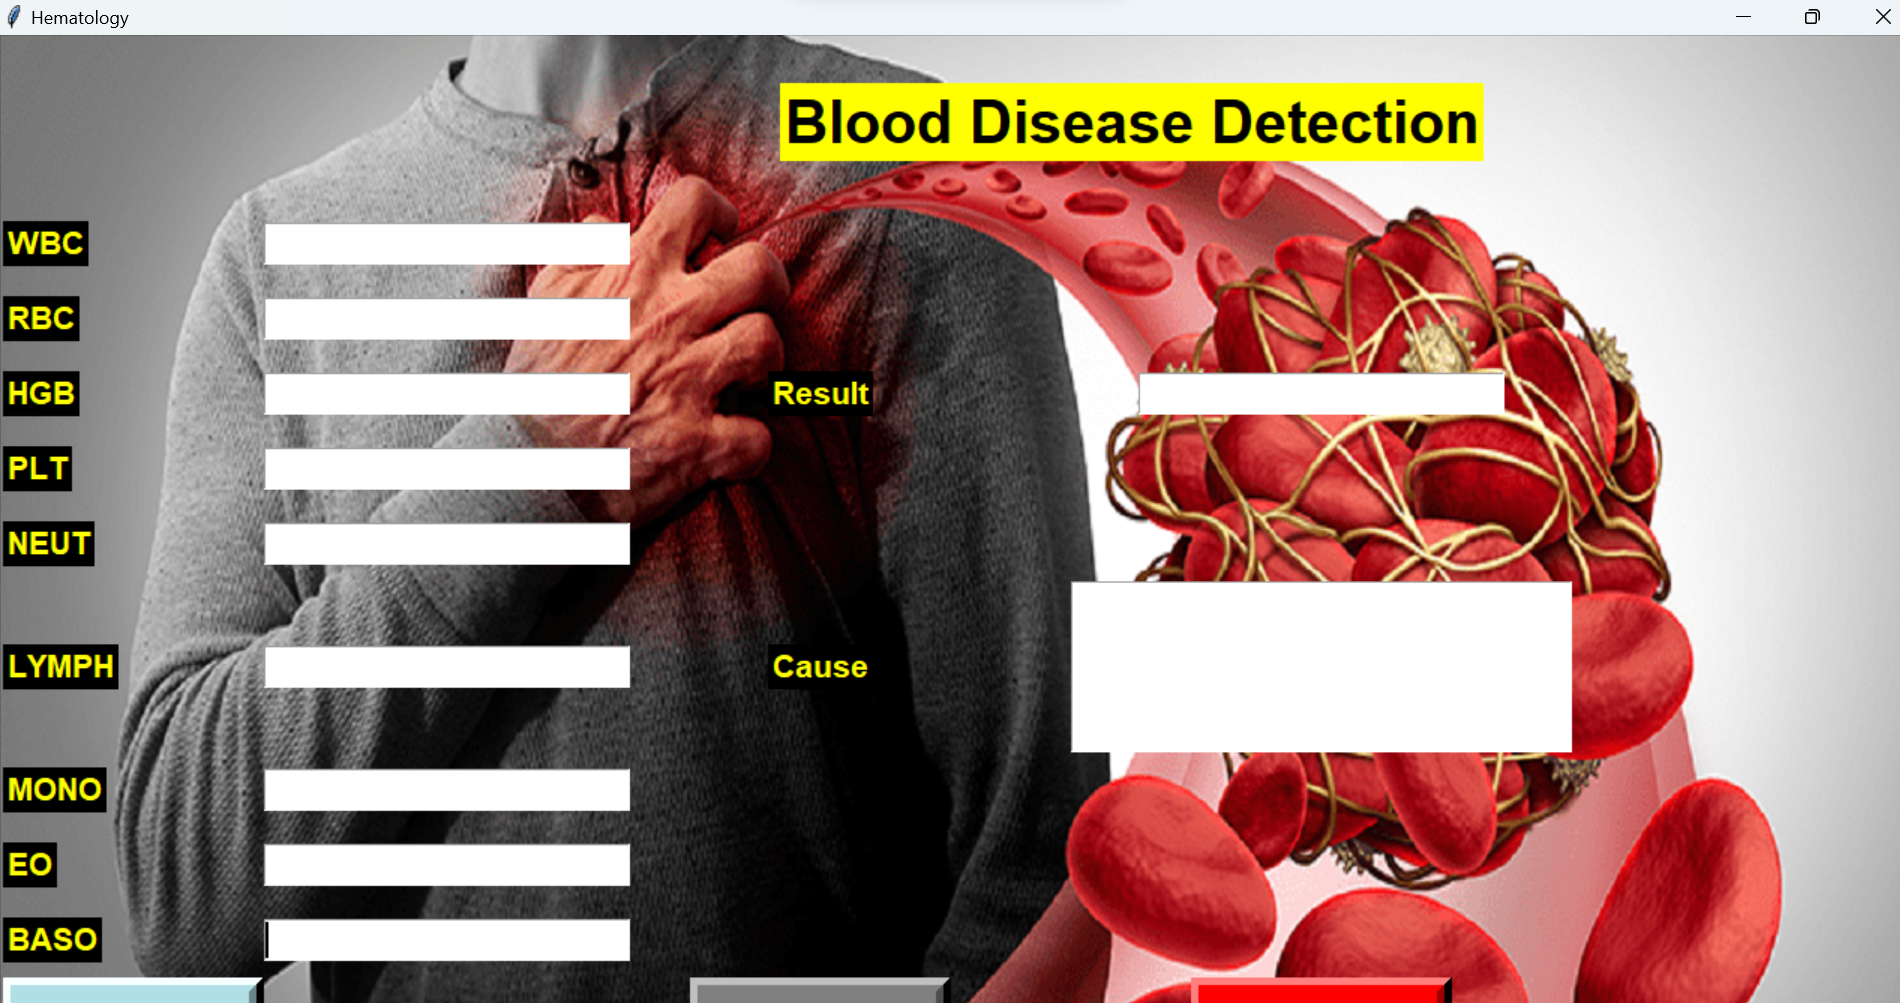 Hematology
Blood Disease Detection
WBC
RBC
HGB
Result
PLT
NEUT
LYMPH
Cause
MONO
EO
BASO